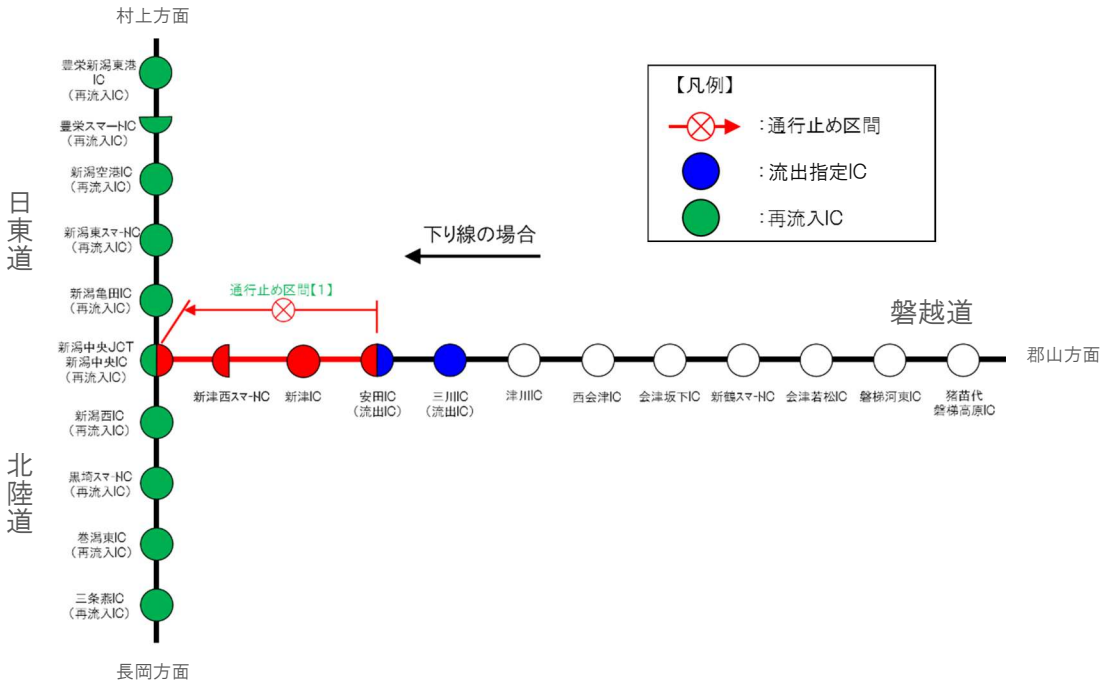 村上方面
豊栄新潟東港
IC
(再流入IC)
豊栄スマートIC
(再流入IC)
新潟空港IC
(再流入IC)
新潟東スマートIC
(再流入IC)
新潟亀田IC
(再流入IC)
新潟中央JCT
新潟中央IC
(再流入IC)
新潟西IC
(再流入IC)
黒埼スマートIC
(再流入IC)
巻潟東IC
(再流入IC)
三条燕IC
(再流入IC)
長岡方面
日東道
北陸道
【凡例】
:通行止め区間
:流出指定IC
:再流入IC
下り線の場合
通行止め区間【1】
磐越道
郡山方面
新津西スマートIC
新津IC
安田IC
(流出IC)
三川IC
(流出IC)
津川IC
西会津IC
会津坂下IC
新鶴スマートIC
会津若松IC
磐梯河東IC
猪苗代
磐梯高原IC